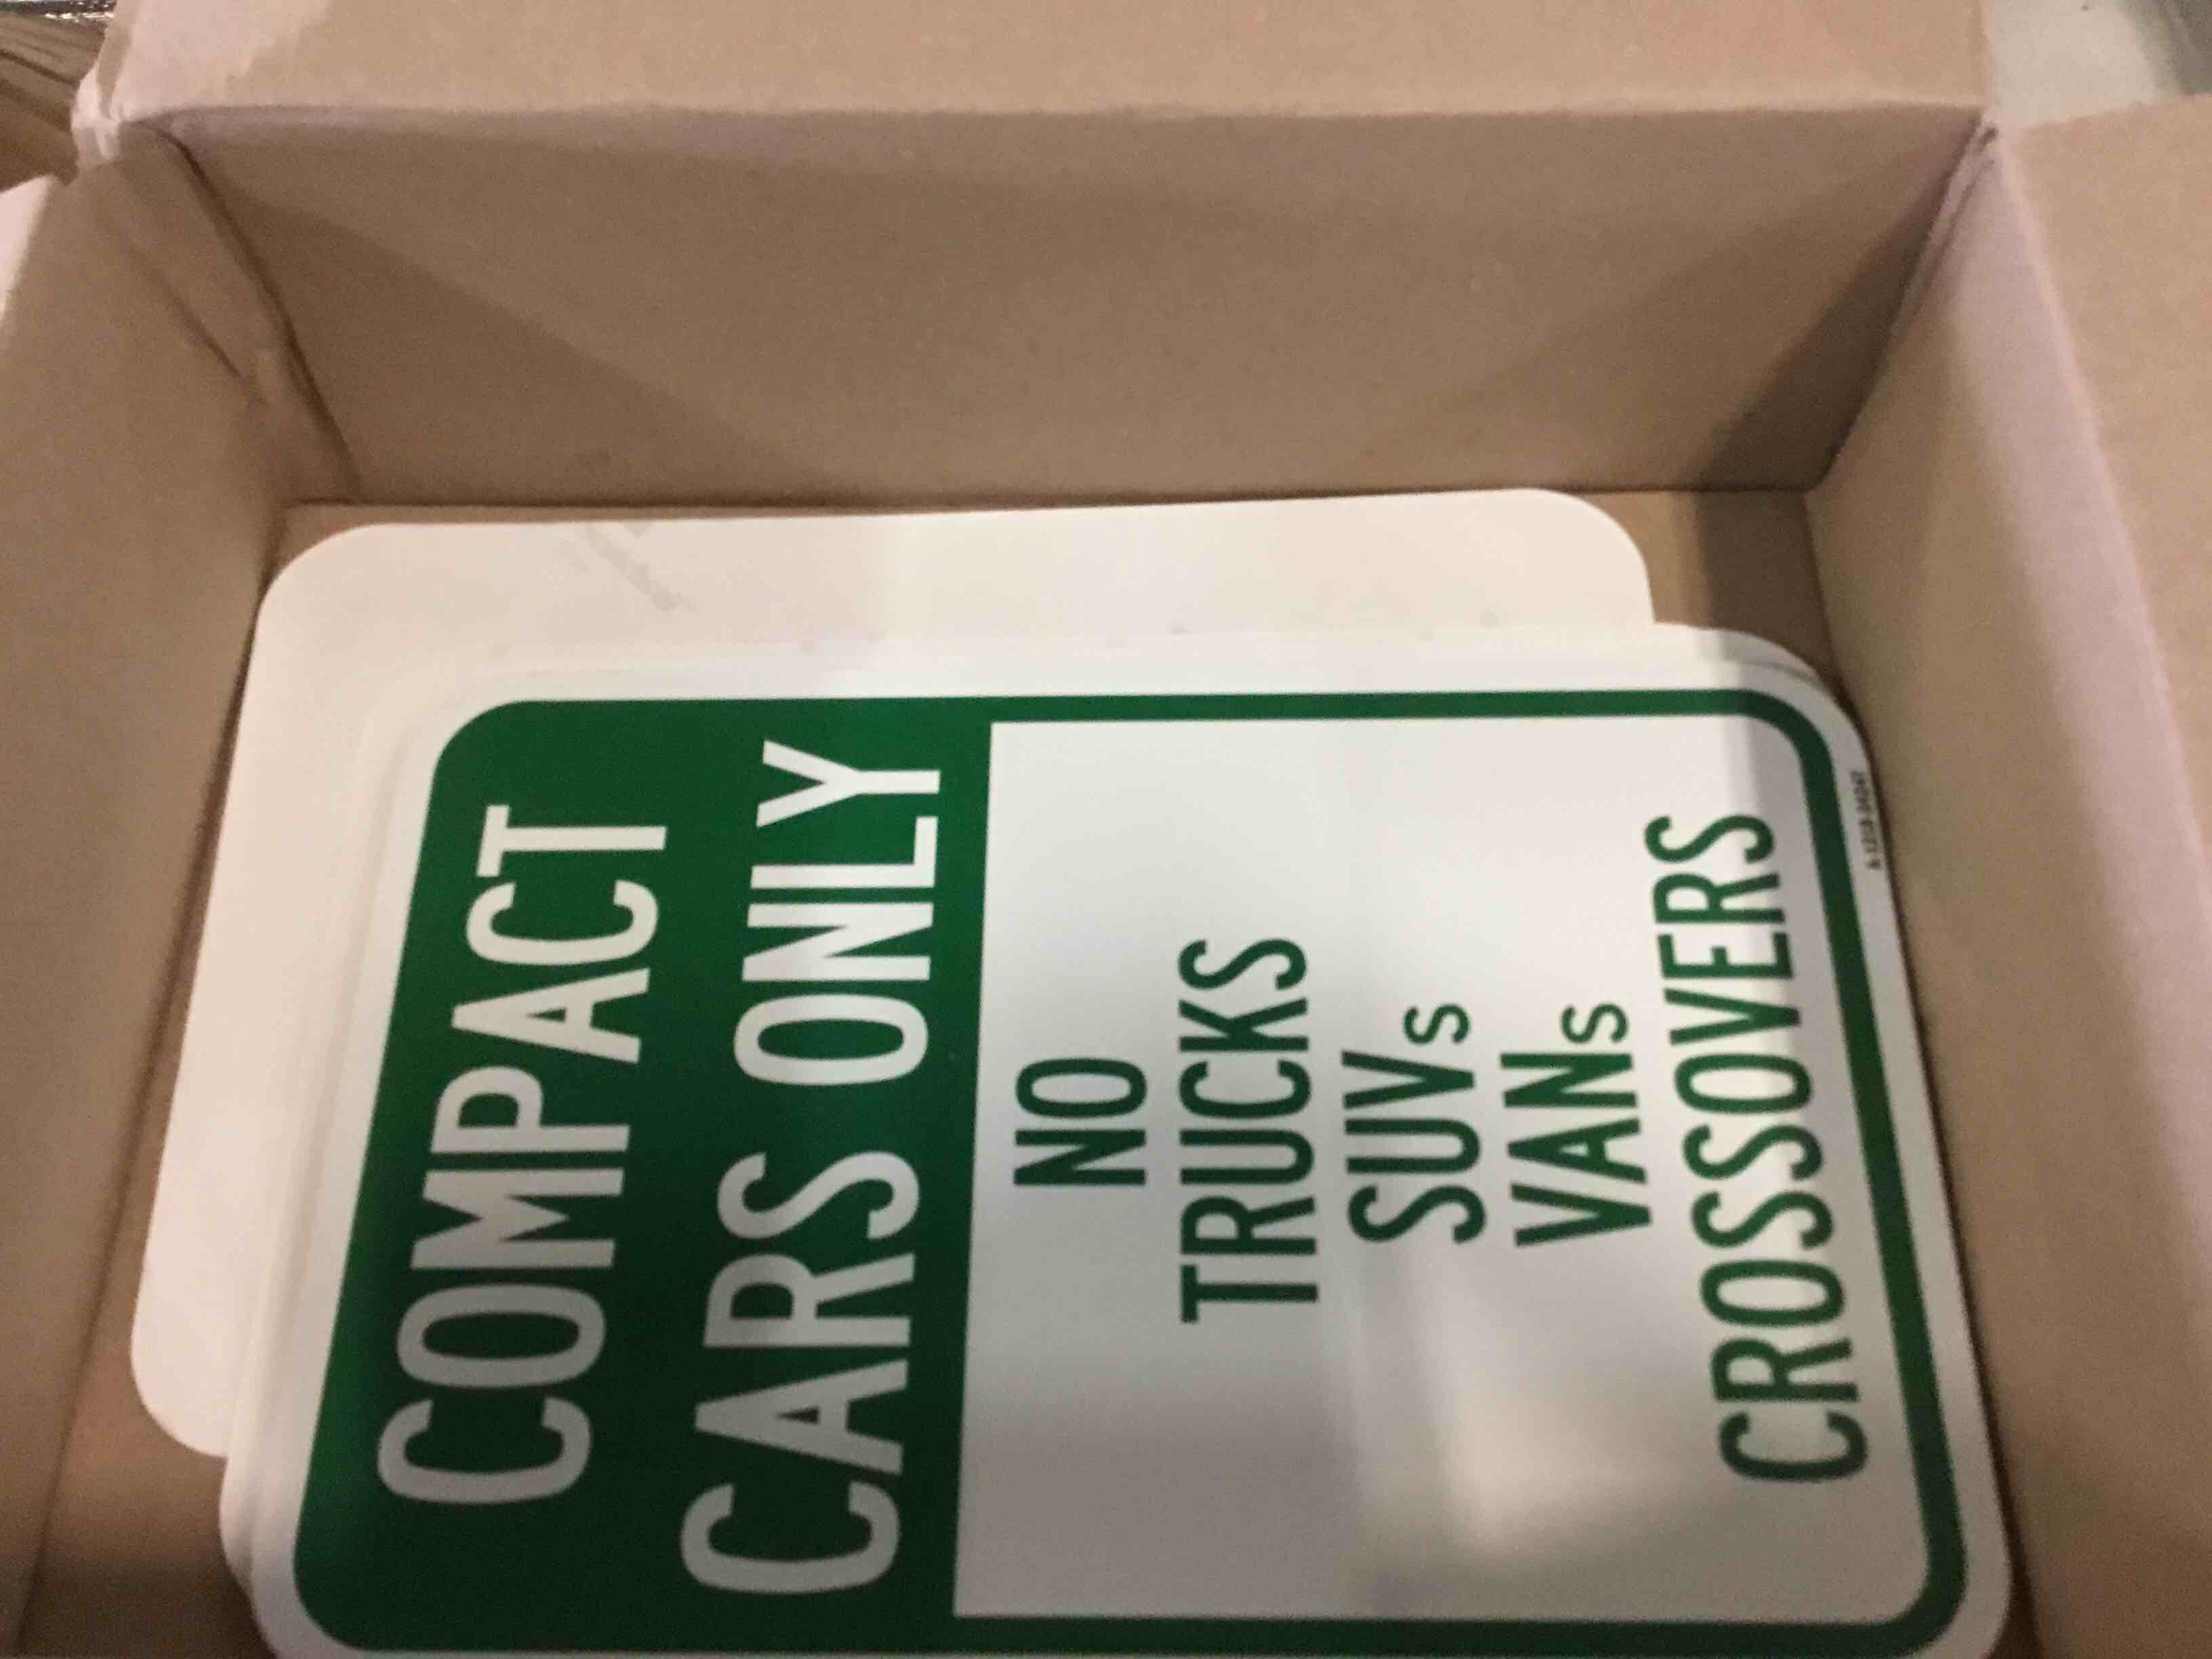 COMPACT
CARS ONLY
NO
TRUCKS
SUVs
VANs
CROSSOVERS